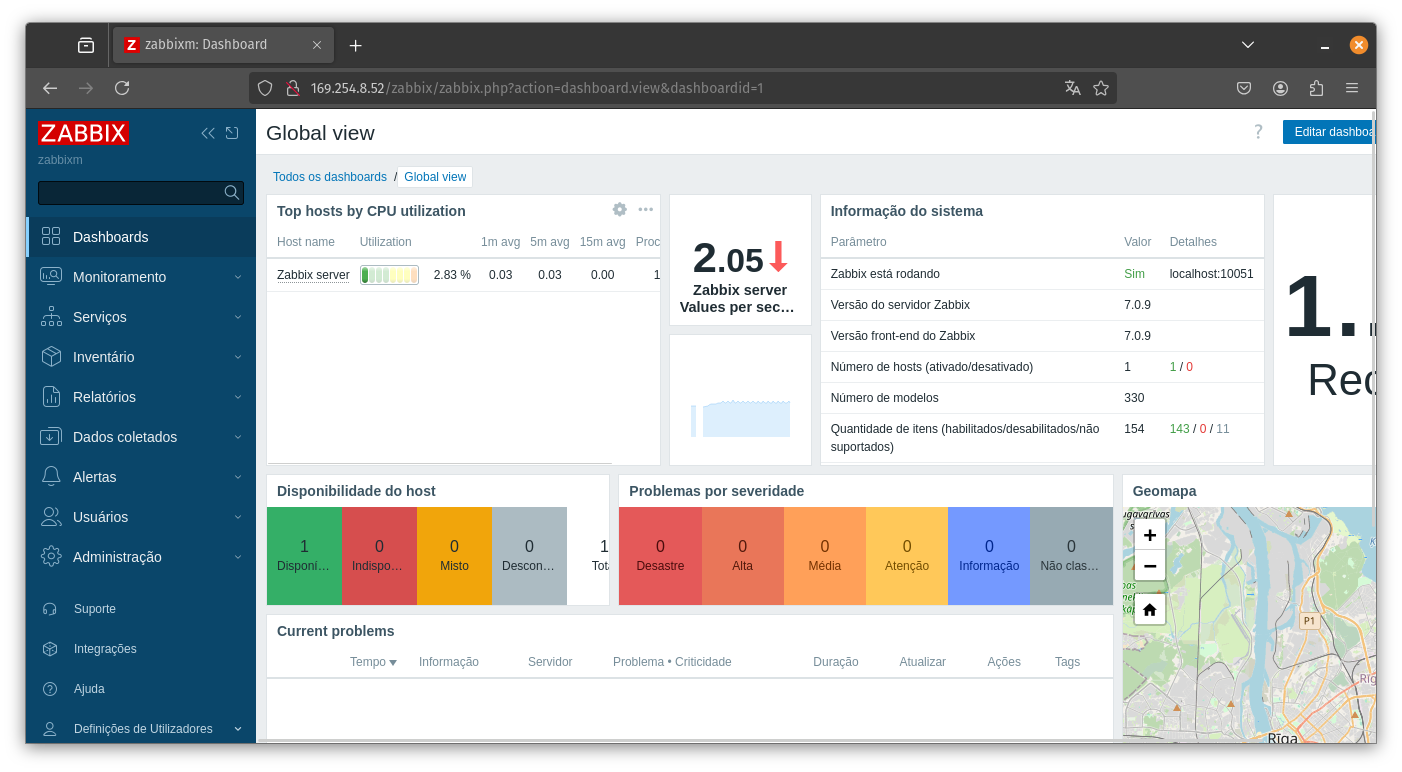 zabbixm: Dashboard
169.254.8.52/zabbix/zabbix.php?action=dashboard.view&dashboardid=1
ZABBIX
zabbixm
Dashboards
Monitoramento
Serviços
Inventário
Relatórios
Dados coletados
Alertas
Usuários
Administração
Suporte
Integrações
Ajuda
Definições de Utilizadores
Global view
? Editar dashboa
Todos os dashboards / Global view
Top hosts by CPU utilization
Host name Utilization 1m avg 5m avg 15m avg Proc
Zabbix server 2.83 % 0.03 0.03 0.00 1
2.05
Zabbix server
Values per sec…
Informação do sistema
Parâmetro Valor Detalhes
Zabbix está rodando Sim localhost:10051
Versão do servidor Zabbix 7.0.9
Versão front-end do Zabbix 7.0.9
Número de hosts (ativado/desativado) 1 1 / 0
Número de modelos 330
Quantidade de itens (habilitados/desabilitados/não 154 143 / 0 / 11
suportados)
1.
Disponibilidade do host
1 0 0 0 1
Disponí… Indispo… Misto Descon…
Problemas por severidade
0 0 0 0 0 0
Desastre Alta Média Atenção Informação Não clas…
Geomapa
+
−
P1
Rīga
Current problems
Tempo Informação Servidor Problema • Criticidade Duração Atualizar Ações Tags